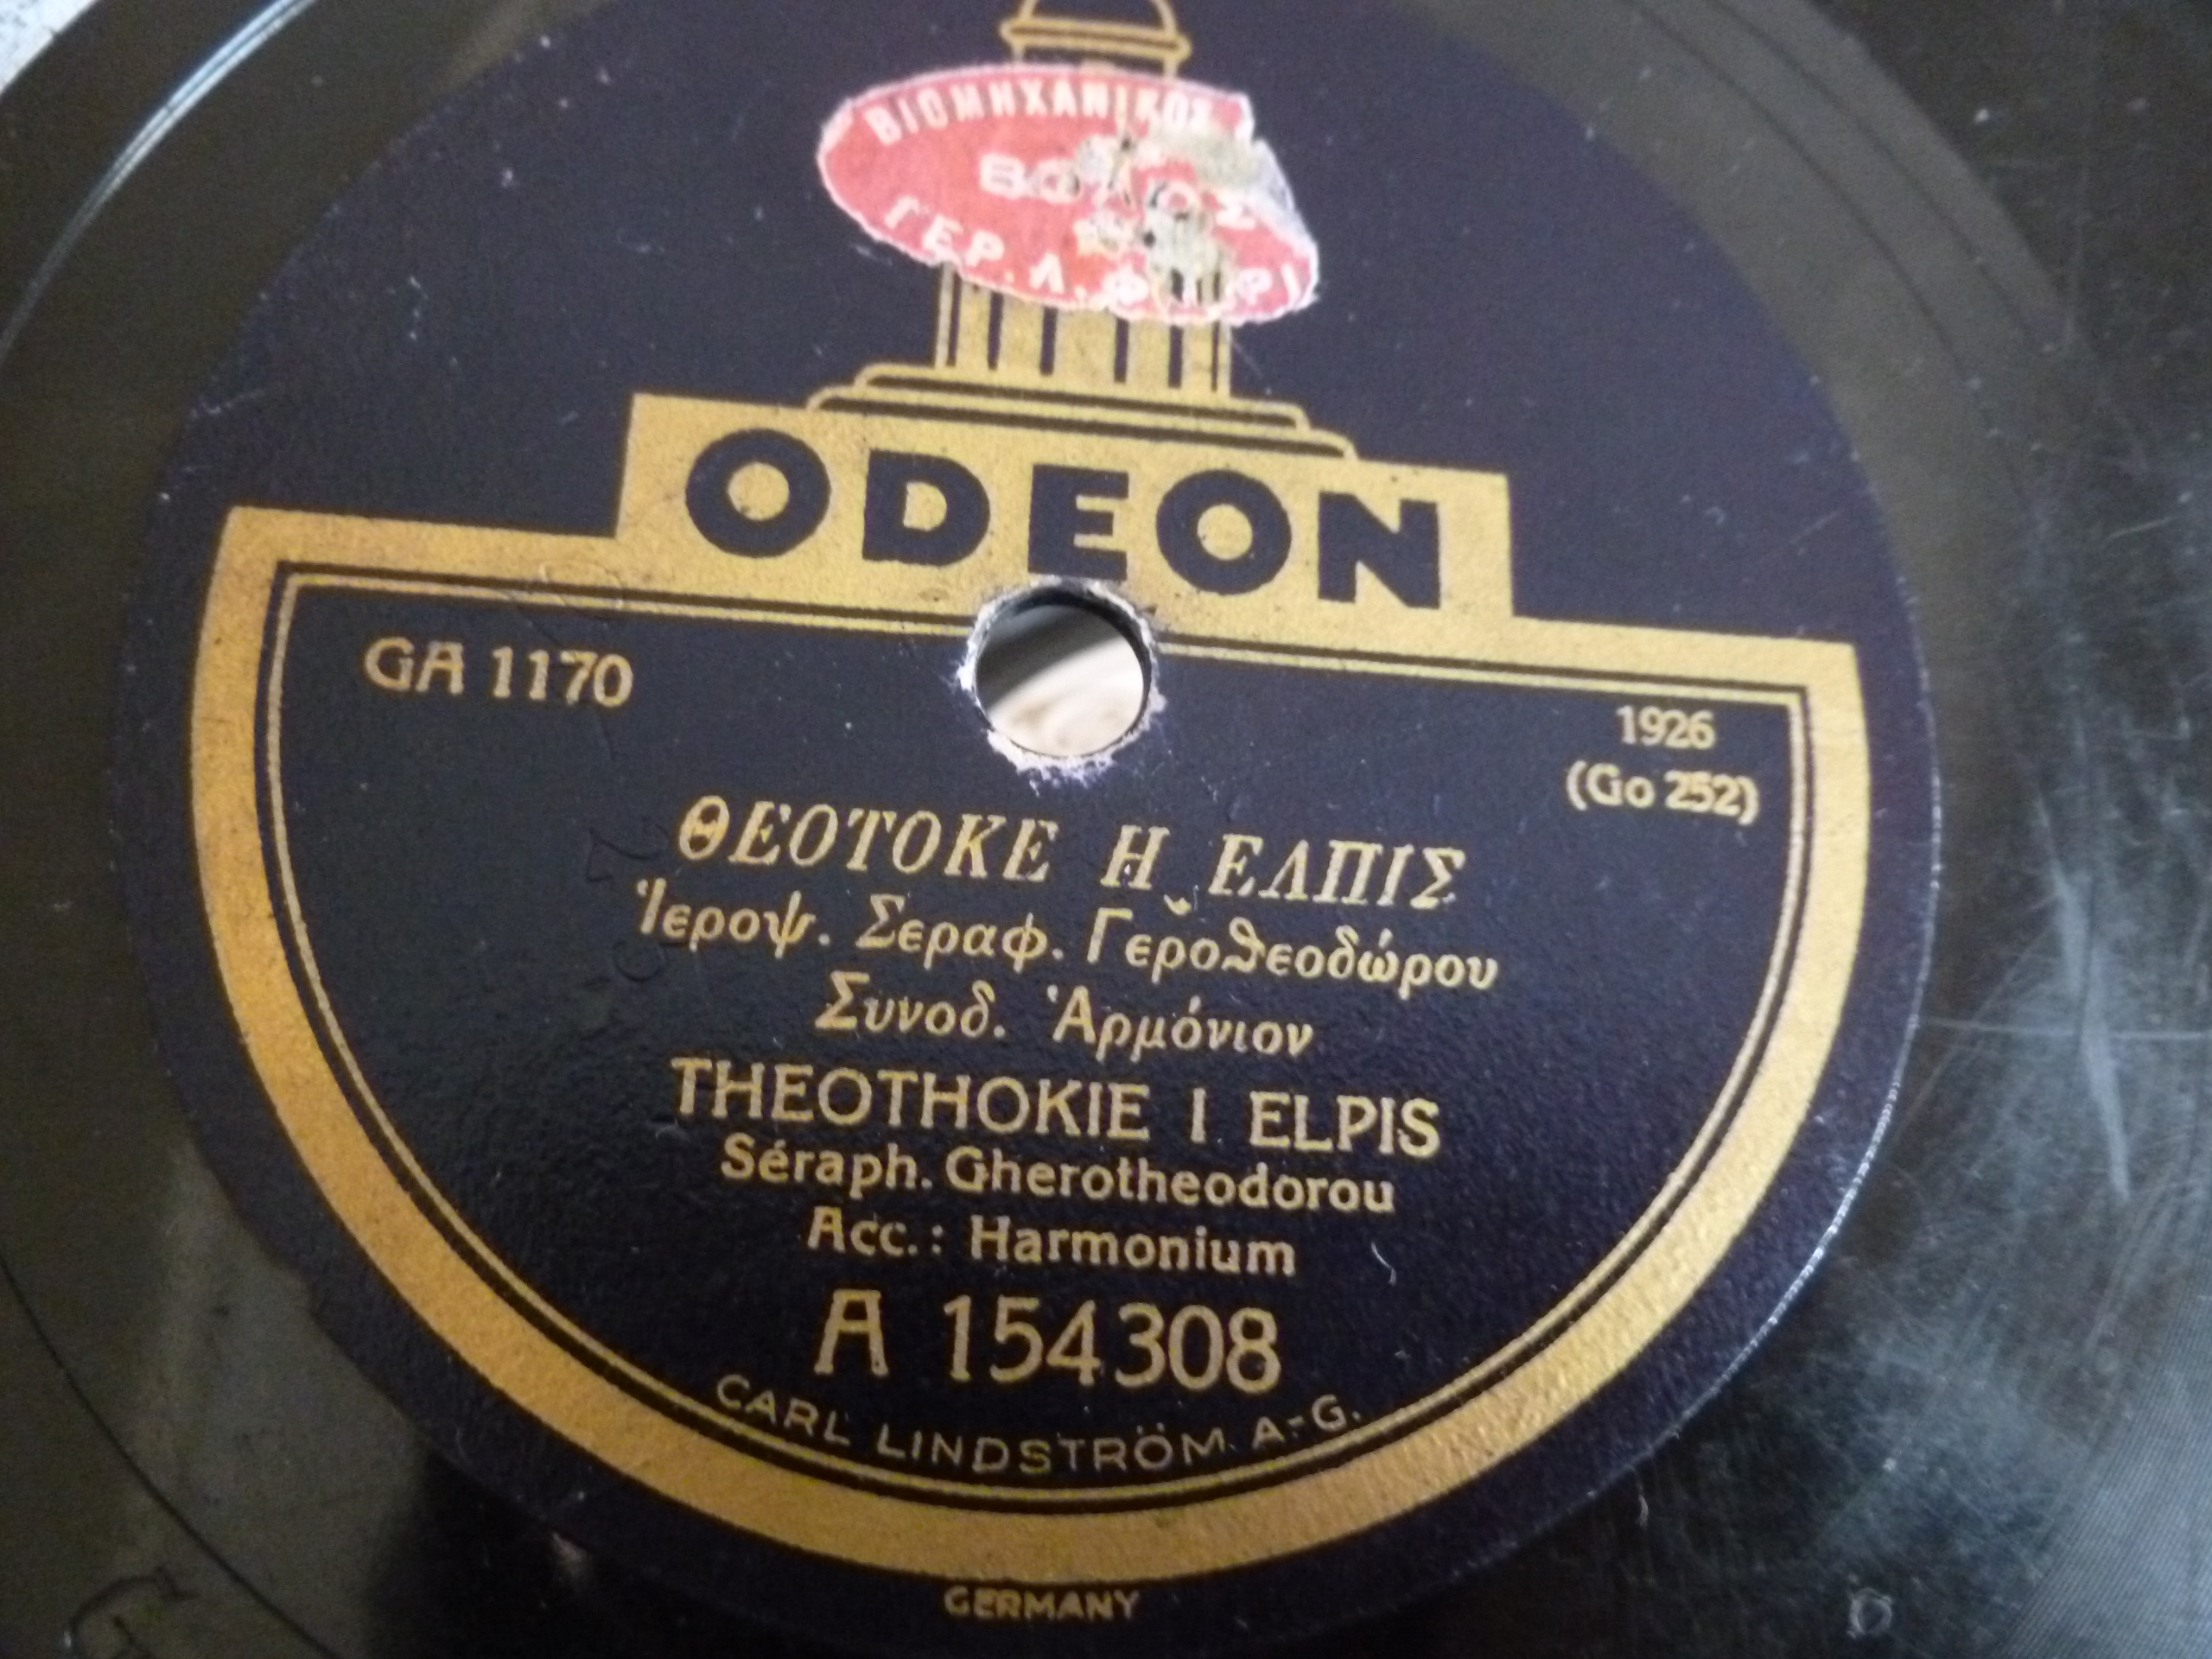 ΒΙΟΜΗΧΑΝΙΚΟΣ
ΓΕΡ. Λ.
ODEON
GA 1170
1926
(Go 252)
ΘΕΟΤΟΚΕ Η ΕΛΠΙΣ
Ἱεροψ. Σεραφ. Γεροθεοδώρου
Συνοδ. Ἁρμόνιον
THEOTHOKIE I ELPIS
Séraph. Gherotheodorou
Acc.: Harmonium
A 154308
CARL LINDSTRÖM A.-G.
GERMANY